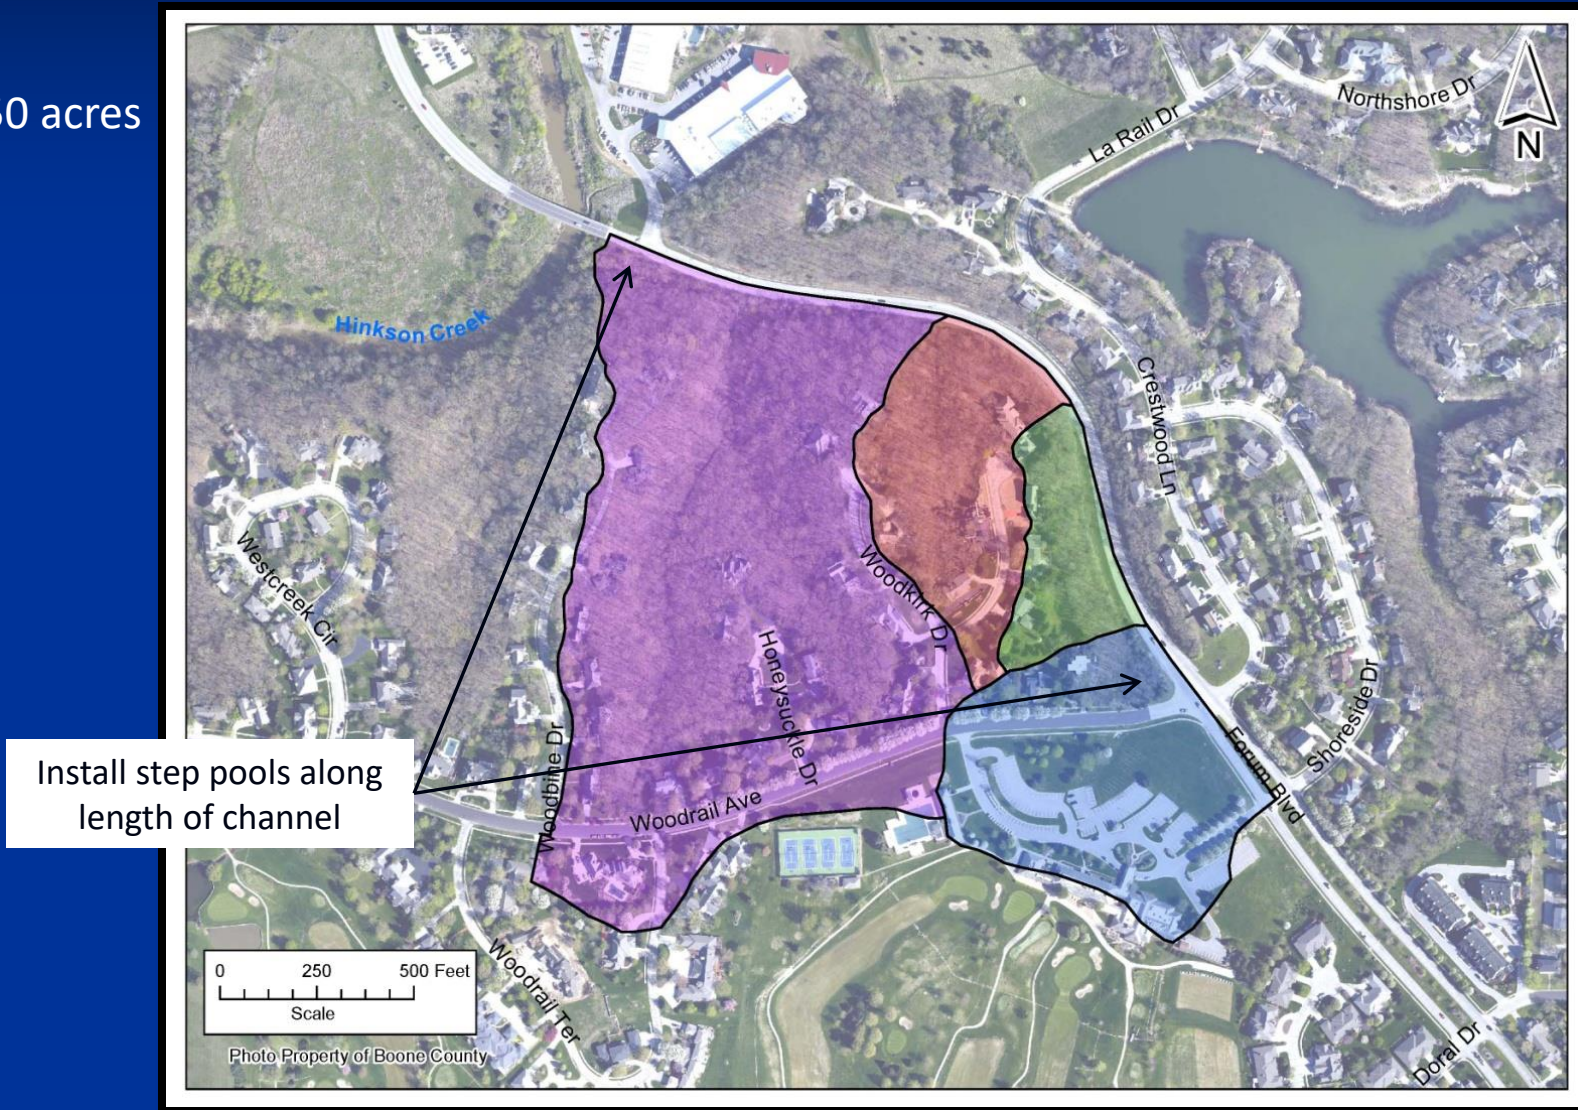 0 acres
La Rail Dr
Northshore Dr
N
Hinkson Creek
Crestwood Ln
Westcreek Cir
Woodkirk Dr
Honeysuckle Dr
Shoreside Dr
Forum Blvd
Woodbine Dr
Install step pools along
length of channel
Woodrail Ave
Woodrail Ter
0 250 500 Feet
Scale
Photo Property of Boone County
Doral Dr